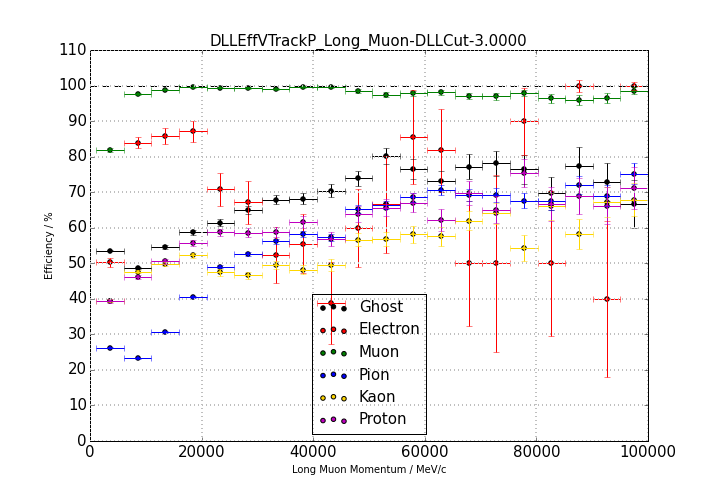 DLLEffVTrackP_Long_Muon-DLLCut-3.0000
110
100
90
80
70
60
50
40
30
20
10
0
Efficiency / %
Ghost
Electron
Muon
Pion
Kaon
Proton
0 20000 40000 60000 80000 100000
Long Muon Momentum / MeV/c